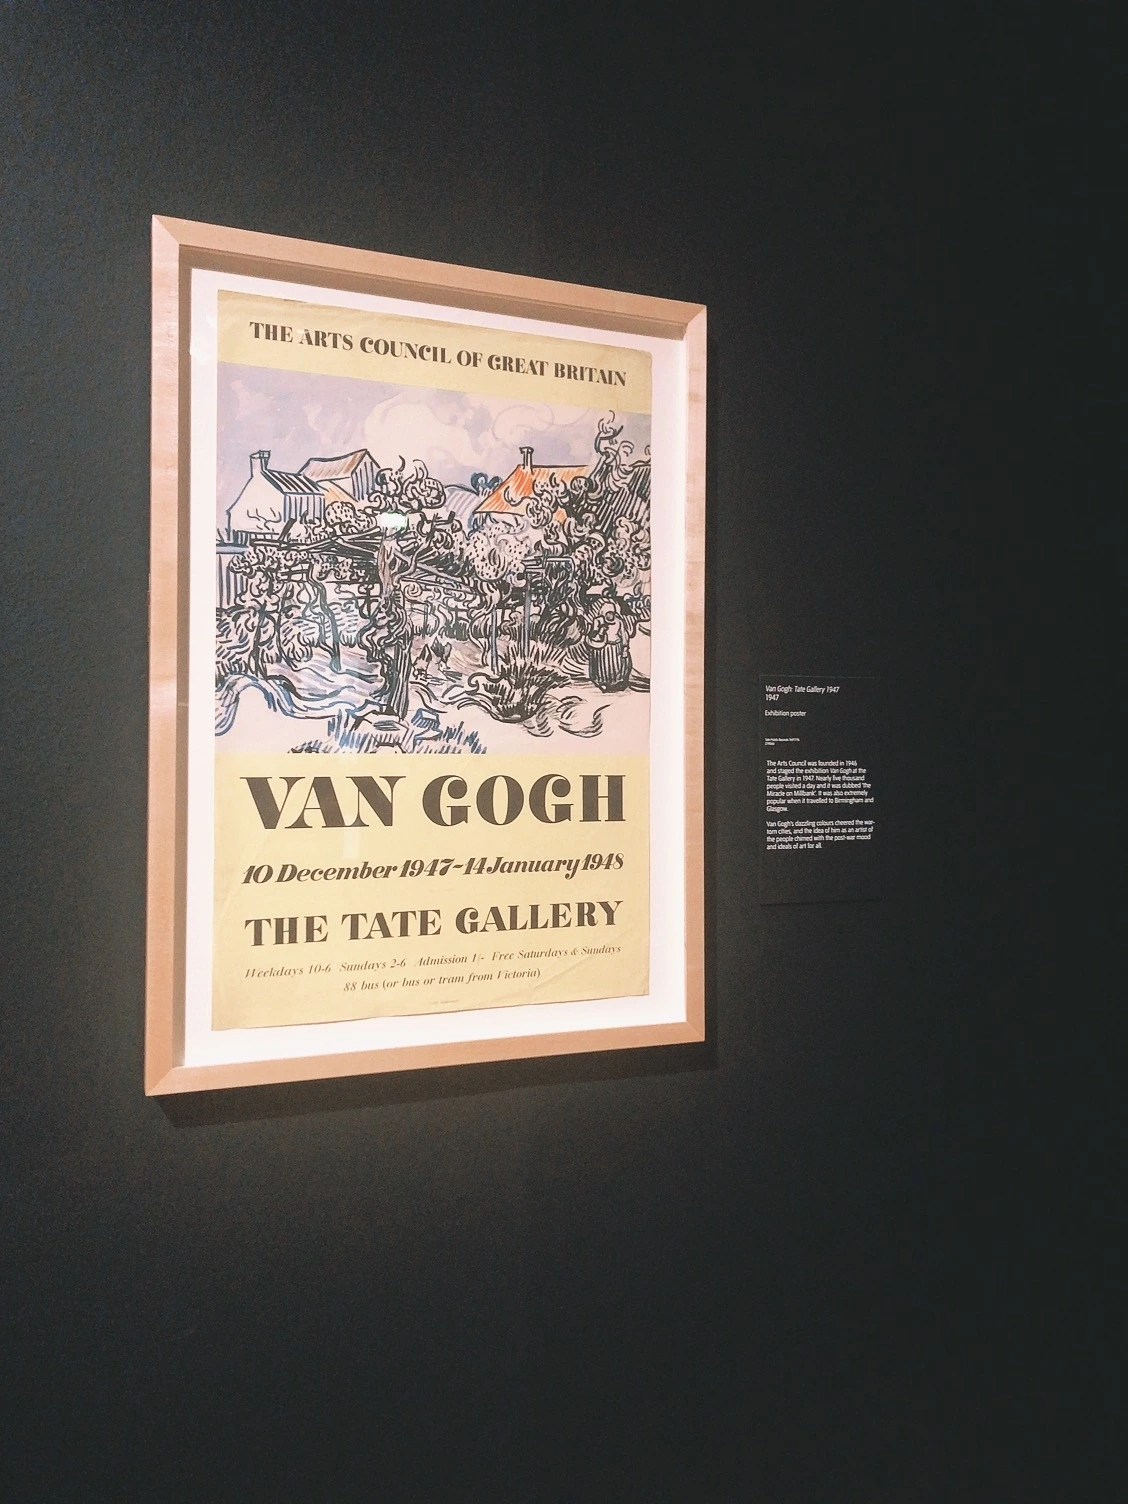 THE ARTS COUNCIL OF GREAT BRITAIN
VAN GOGH
10 December 1947-14 January 1948
THE TATE GALLERY
Weekdays 10-6 Sundays 2-6 Admission 1/- Free Saturdays & Sundays
88 bus (or bus or tram from Victoria)
Van Gogh: Tate Gallery 1947
1947
Exhibition poster
The Arts Council was founded in 1946
and staged the exhibition Van Gogh at the
Tate Gallery in 1947. Nearly five thousand
people visited a day and it was dubbed 'the
Miracle on Millbank'. It was also extremely
popular when it travelled to Birmingham and
Glasgow.
Van Gogh's dazzling colours cheered the war-
torn cities, and the idea of him as an artist of
the people chimed with the post-war mood
and ideals of art for all.